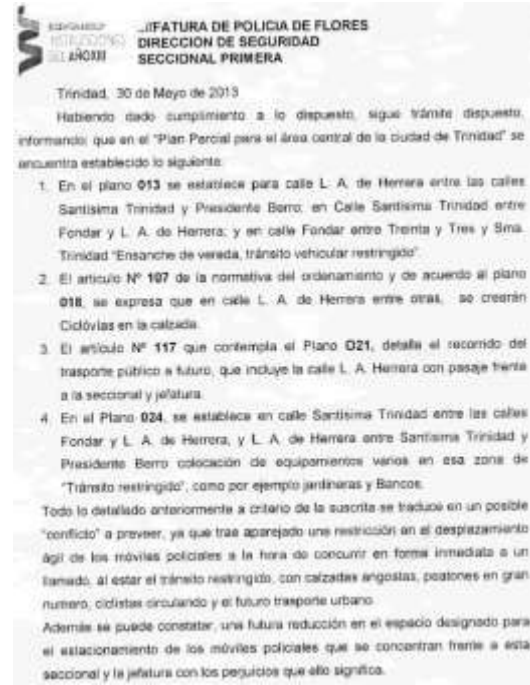 BICENTENARIO
INSTRUCCIONES
DEL AÑO XIII
JEFATURA DE POLICIA DE FLORES
DIRECCION DE SEGURIDAD
SECCIONAL PRIMERA
Trinidad, 30 de Mayo de 2013
Habiendo dado cumplimiento a lo dispuesto, sigue trámite dispuesto,
informando; que en el "Plan Parcial para el área central de la ciudad de Trinidad" se
encuentra establecido lo siguiente:
1. En el plano 013 se establece para calle L. A. de Herrera entre las calles
Santísima Trinidad y Presidente Berro; en Calle Santísima Trinidad entre
Fondar y L. A. de Herrera; y en calle Fondar entre Treinta y Tres y Sma.
Trinidad "Ensanche de vereda, tránsito vehicular restringido".
2. El articulo Nº 107 de la normativa del ordenamiento y de acuerdo al plano
018, se expresa que en calle L. A. de Herrera entre otras, se crearán
Ciclóvias en la calzada.
3. El artículo Nº 117 que contempla el Plano O21, detalla el recorrido del
trasporte público a futuro, que incluye la calle L. A. Herrera con pasaje frente
a la seccional y jefatura.
4. En el Plano 024, se establece en calle Santísima Trinidad entre las calles
Fondar y L. A. de Herrera, y L. A. de Herrera entre Santísima Trinidad y
Presidente Berro colocación de equipamientos varios en esa zona de
"Tránsito restringido", como por ejemplo jardineras y Bancos.
Todo lo detallado anteriormente a criterio de la suscrita se traduce en un posible
"conflicto" a preveer, ya que trae aparejado una restricción en el desplazamiento
ágil de los móviles policiales a la hora de concurrir en forma inmediata a un
llamado, al estar el tránsito restringido, con calzadas angostas, peatones en gran
numero, ciclistas circulando y el futuro trasporte urbano.
Además se puede constatar, una futura reducción en el espacio designado para
el estacionamiento de los móviles policiales que se concentran frente a esta
seccional y la jefatura con los perjuicios que ello significa.